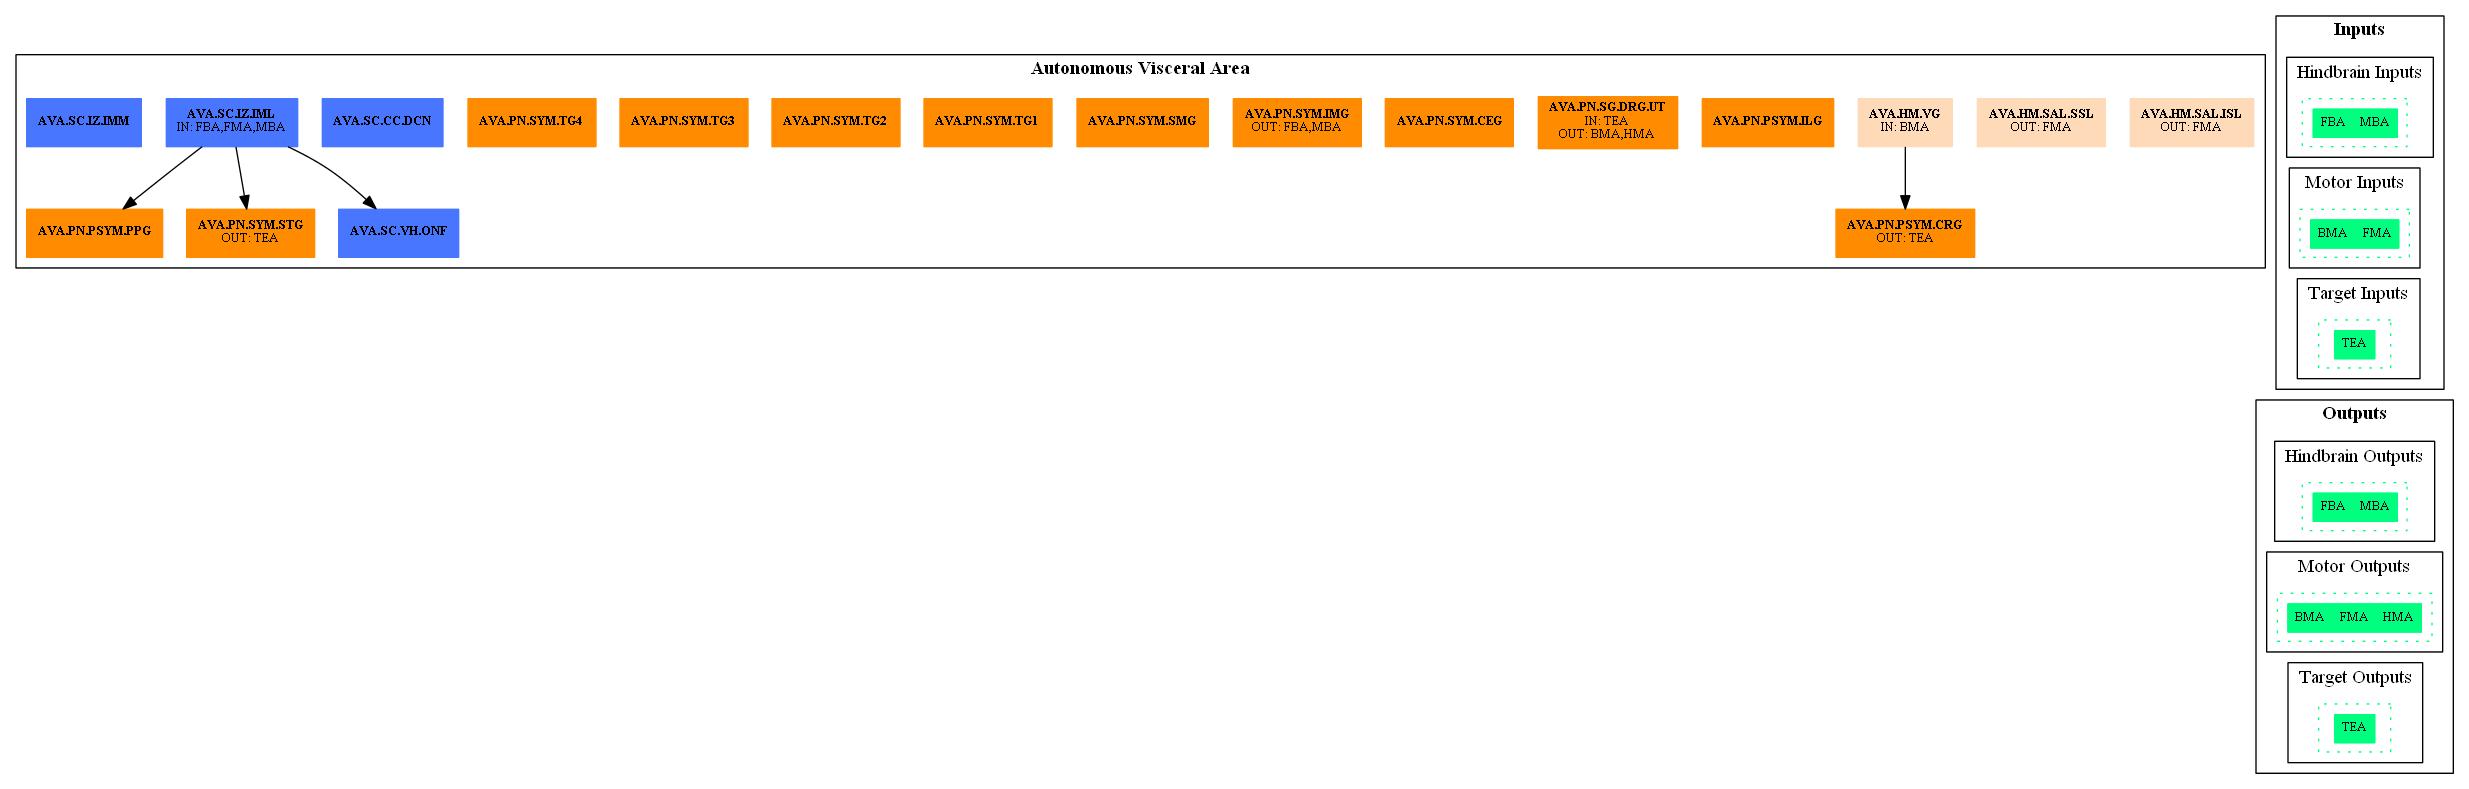 Autonomous Visceral Area
AVA.SC.IZ.IMM
AVA.SC.IZ.IML
IN: FBA,FMA,MBA
AVA.SC.CC.DCN
AVA.PN.SYM.TG4
AVA.PN.SYM.TG3
AVA.PN.SYM.TG2
AVA.PN.SYM.TG1
AVA.PN.SYM.SMG
AVA.PN.SYM.IMG
OUT: FBA,MBA
AVA.PN.SYM.CEG
AVA.PN.SG.DRG.UT
IN: TEA
OUT: BMA,HMA
AVA.PN.PSYM.ILG
AVA.HM.VG
IN: BMA
AVA.HM.SAL.SSL
OUT: FMA
AVA.HM.SAL.ISL
OUT: FMA
AVA.PN.PSYM.PPG
AVA.PN.SYM.STG
OUT: TEA
AVA.SC.VH.ONF
AVA.PN.PSYM.CRG
OUT: TEA
Inputs
Hindbrain Inputs
FBA MBA
Motor Inputs
BMA FMA
Target Inputs
TEA
Outputs
Hindbrain Outputs
FBA MBA
Motor Outputs
BMA FMA HMA
Target Outputs
TEA